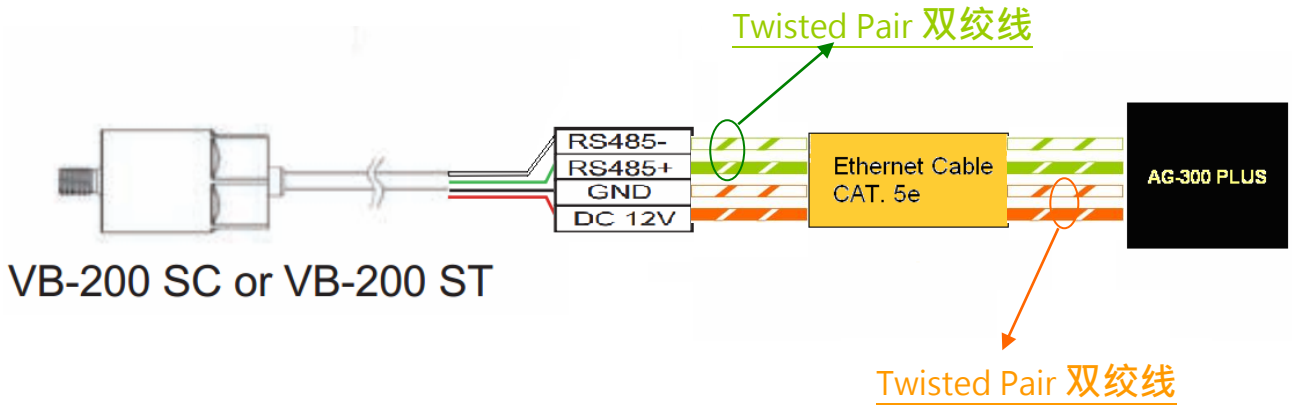 Twisted Pair 双绞线
RS485-
RS485+
GND
DC 12V
Ethernet Cable
CAT. 5e
AG-300 PLUS
VB-200 SC or VB-200 ST
Twisted Pair 双绞线